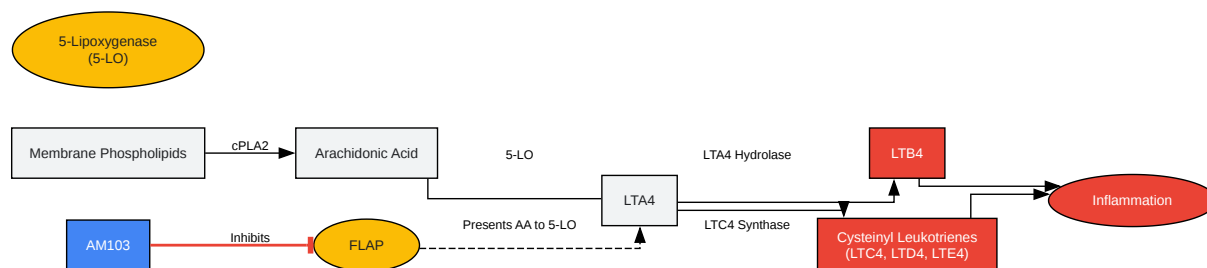 5-Lipoxygenase
(5-LO)
Membrane Phospholipids
cPLA2
Arachidonic Acid
5-LO
LTA4 Hydrolase
LTB4
LTA4
Inflammation
AM103
Inhibits
FLAP
Presents AA to 5-LO
LTC4 Synthase
Cysteinyl Leukotrienes
(LTC4, LTD4, LTE4)